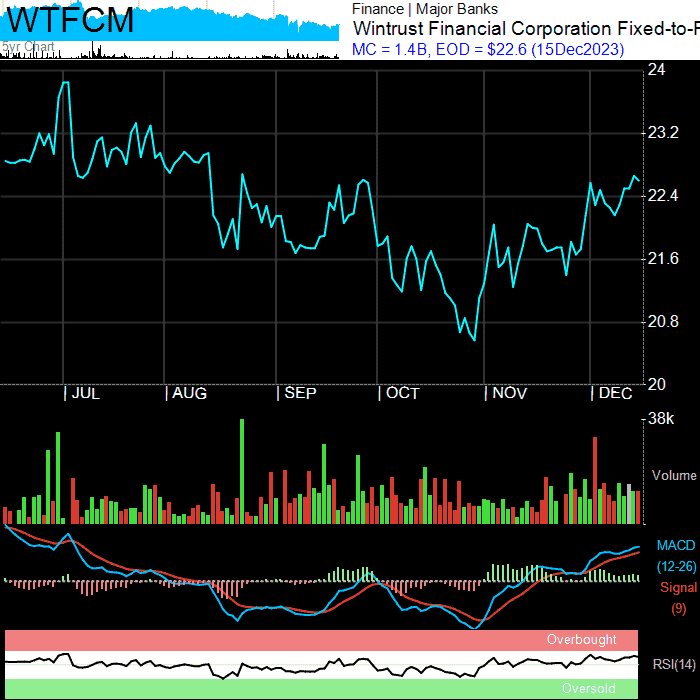 WTFCM
5yr Chart
Finance | Major Banks
Wintrust Financial Corporation Fixed-to-F
MC = 1.4B, EOD = $22.6 (15Dec2023)
24
23.2
22.4
21.6
20.8
20
| JUL | AUG | SEP | OCT | NOV | DEC
38k
Volume
MACD
(12-26)
Signal
(9)
Overbought
RSI(14)
Oversold